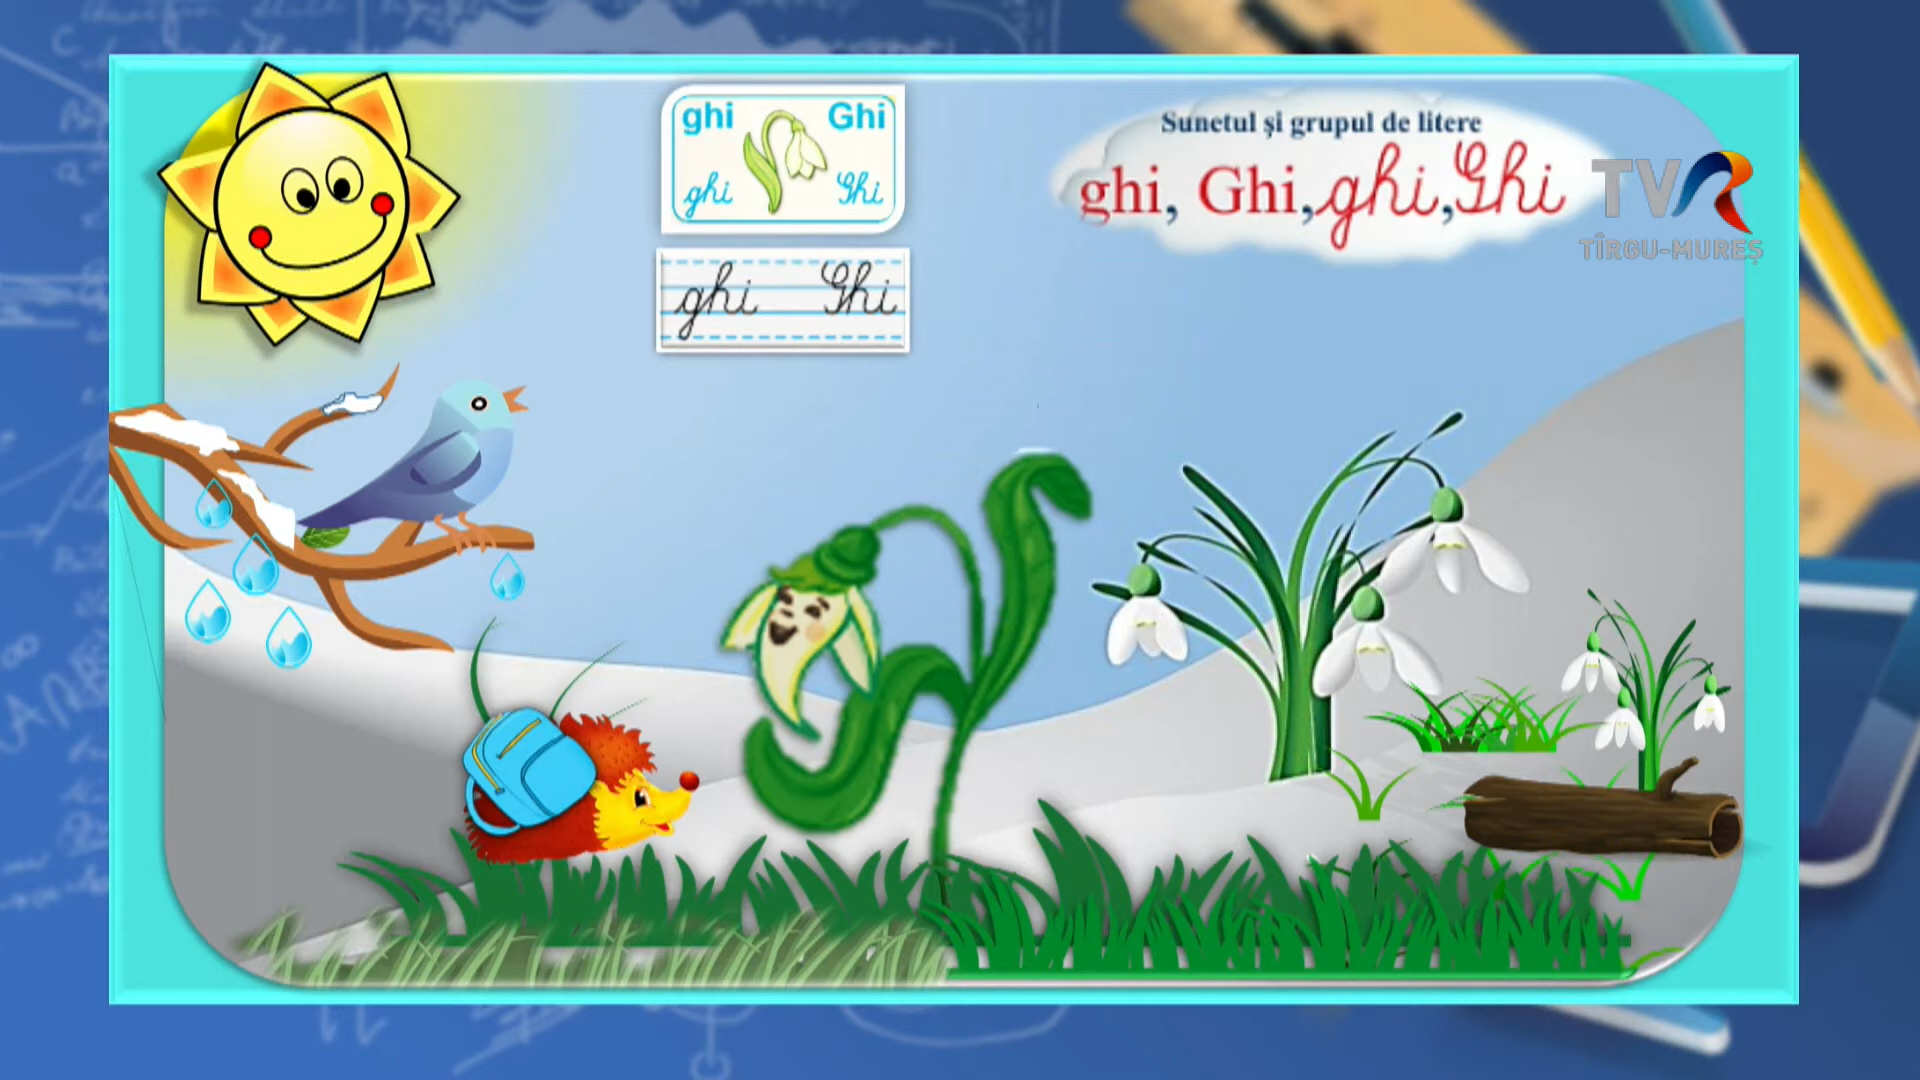 ghi Ghi
ghi Ghi
ghi Ghi
Sunetul și grupul de litere
ghi, Ghi, ghi, Ghi
TVR
TÎRGU-MUREȘ